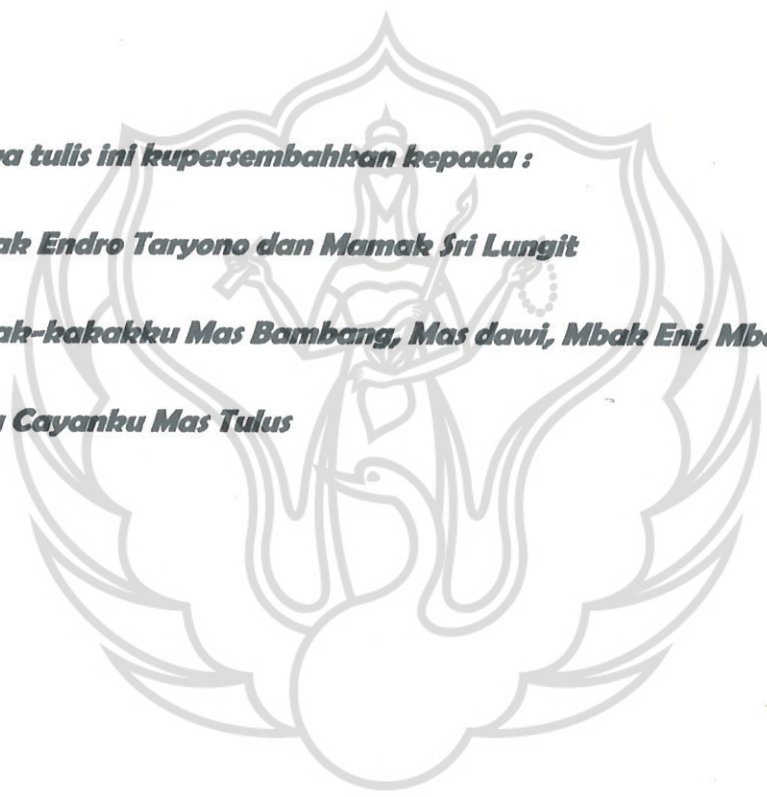 a tulis ini kupersembahkan kepada :
ak Endro Taryono dan Mamak Sri Lungit
ak-kakakku Mas Bambang, Mas dawi, Mbak Eni, Mba
Cayanku Mas Tulus